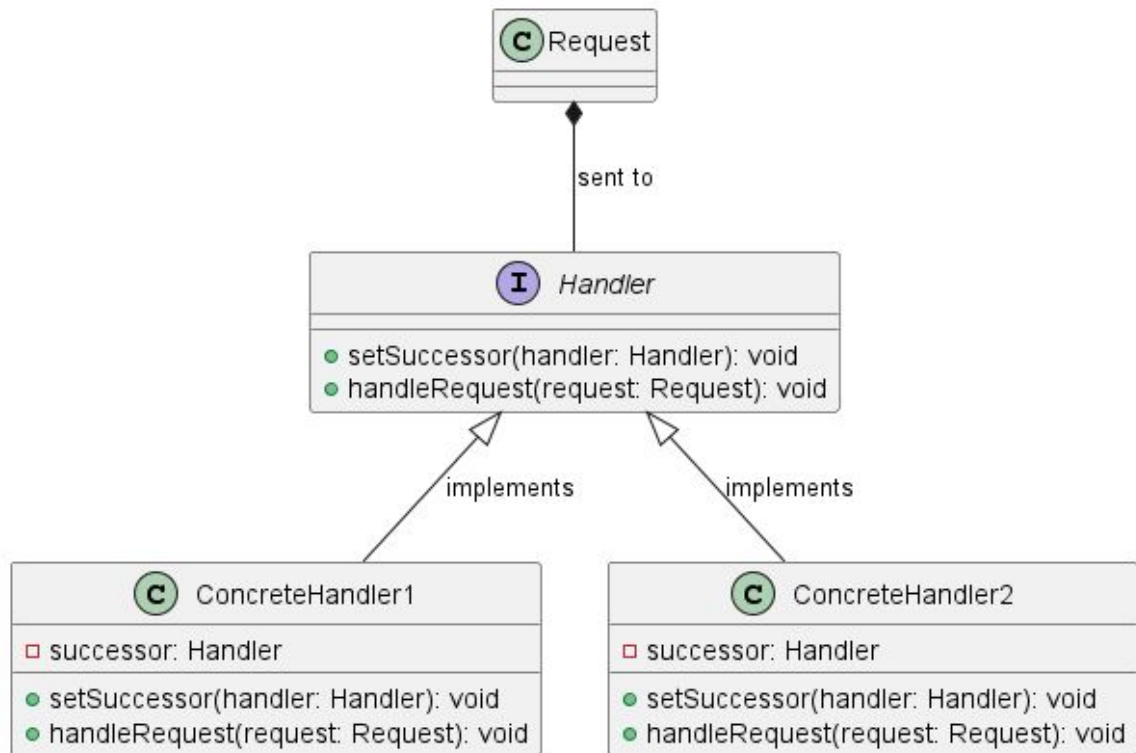 C Request
sent to
I Handler
setSuccessor(handler: Handler): void
handleRequest(request: Request): void
implements
implements
C ConcreteHandler1
successor: Handler
setSuccessor(handler: Handler): void
handleRequest(request: Request): void
C ConcreteHandler2
successor: Handler
setSuccessor(handler: Handler): void
handleRequest(request: Request): void